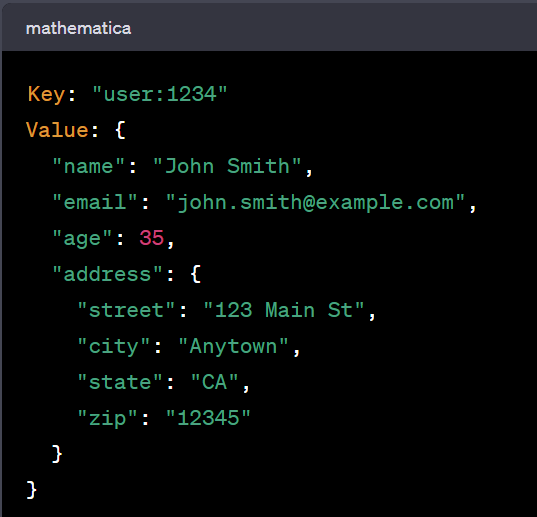 mathematica
Key: "user:1234"
Value: {
"name": "John Smith",
"email": "john.smith@example.com",
"age": 35,
"address": {
"street": "123 Main St",
"city": "Anytown",
"state": "CA",
"zip": "12345"
}
}